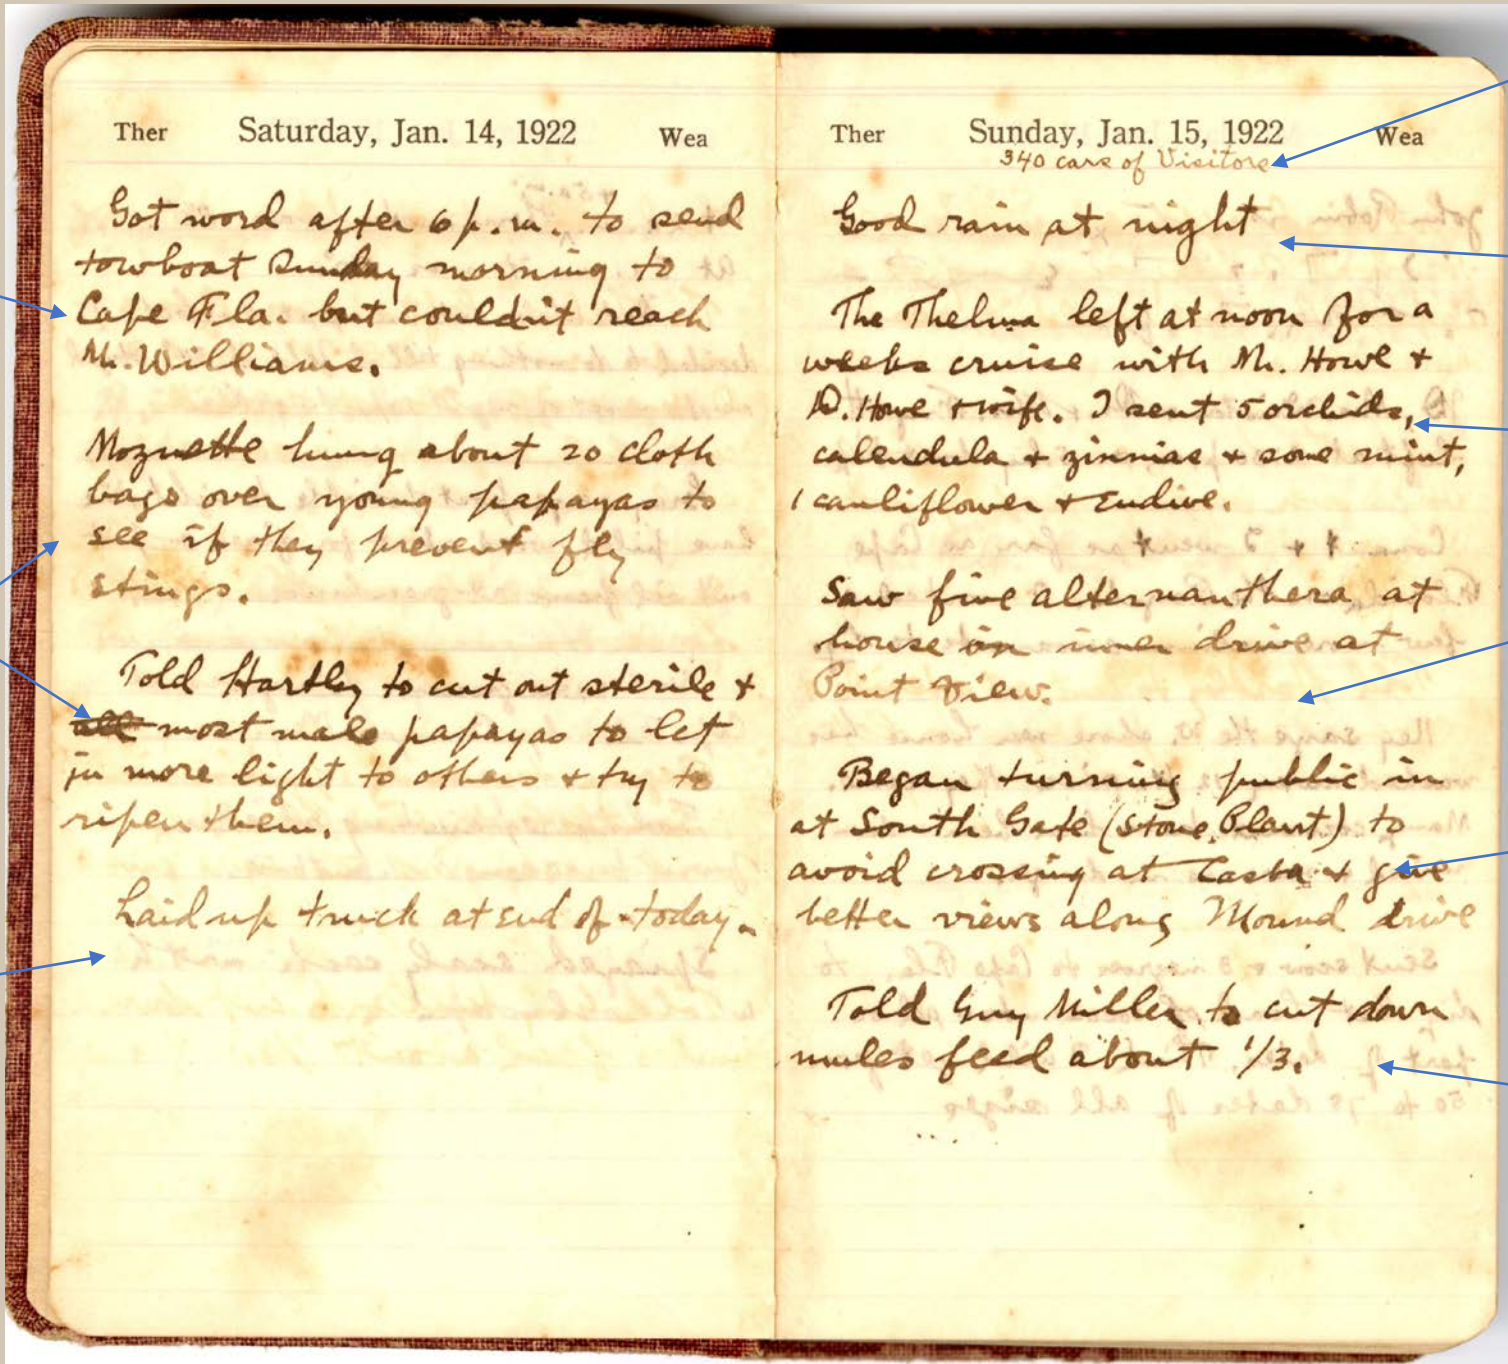 Ther Saturday, Jan. 14, 1922 Wea
Got word after 6 p.m. to send
towboat Sunday morning to
Cape Fla. but couldn't reach
Mr. Williams.
Moznette hung about 20 cloth
bags over young papayas to
see if they prevent fly
stings.
Told Hartley to cut out sterile +
all most male papayas to let
in more light to others + try to
ripen them.
Laid up truck at end of today.
Ther Sunday, Jan. 15, 1922 Wea
340 cars of Visitors
Good rain at night
The Thelma left at noon for a
weeks cruise with Mr. Howe +
D. Howe + wife. I sent 5 orchids,
calendula + zinnias + some mint,
1 cauliflower + Endive.
Saw fine alternanthera at
house on inner drive at
Point View.
Began turning public in
at South Gate (Stone Plant) to
avoid crossing at Casba + give
better views along Mound drive
Told Guy Miller to cut down
mules feed about 1/3.